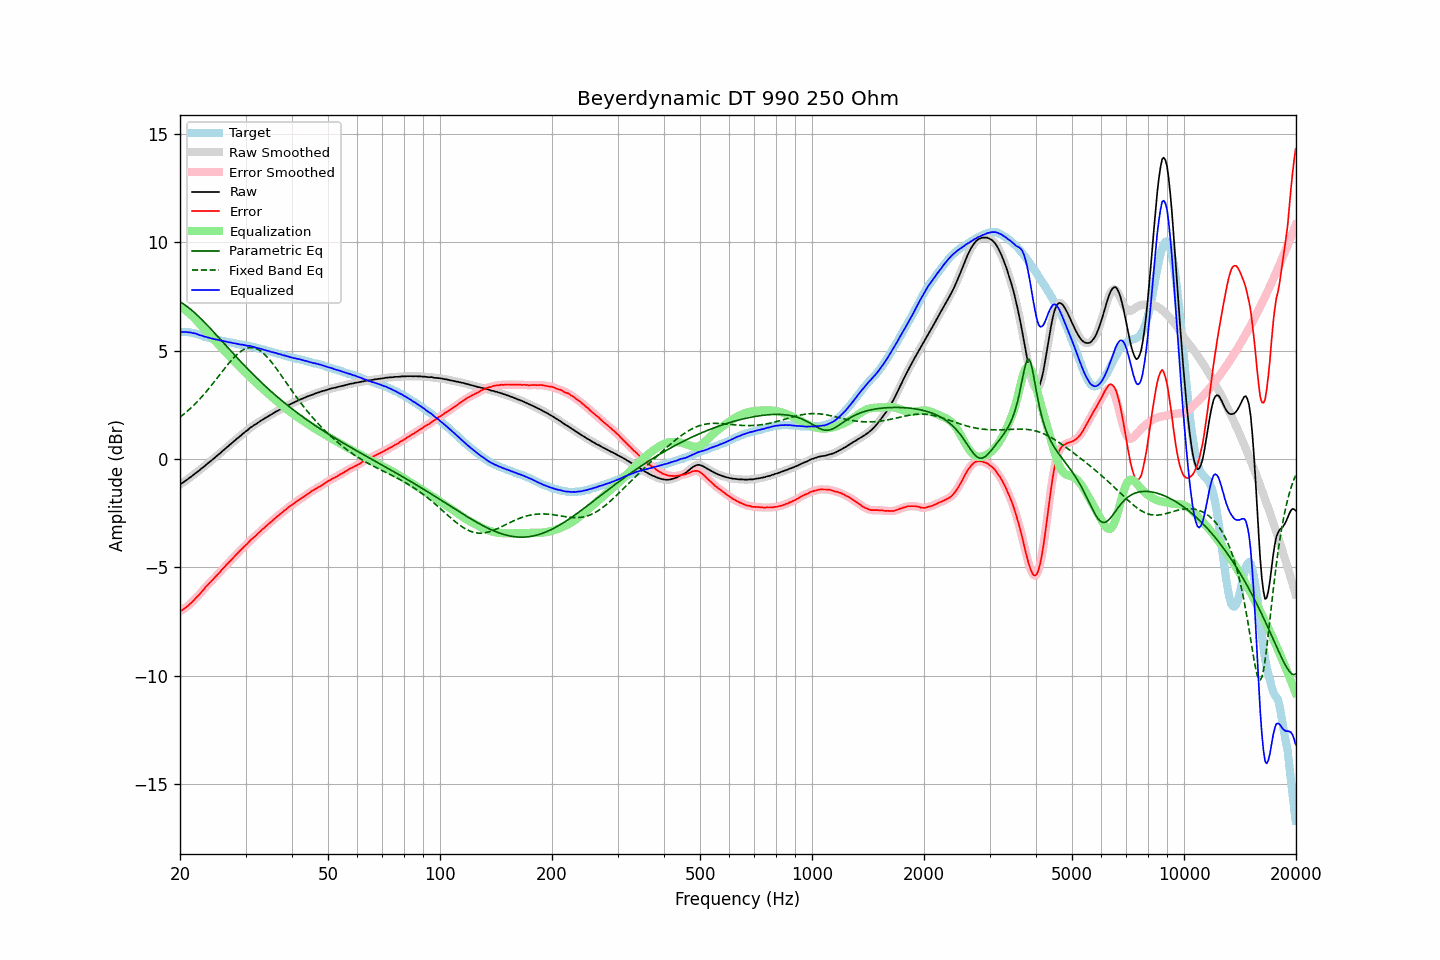 Beyerdynamic DT 990 250 Ohm
Target
Raw Smoothed
Error Smoothed
Raw
Error
Equalization
Parametric Eq
Fixed Band Eq
Equalized
Amplitude (dBr)
15
10
5
0
−5
−10
−15
20 50 100 200 500 1000 2000 5000 10000 20000
Frequency (Hz)